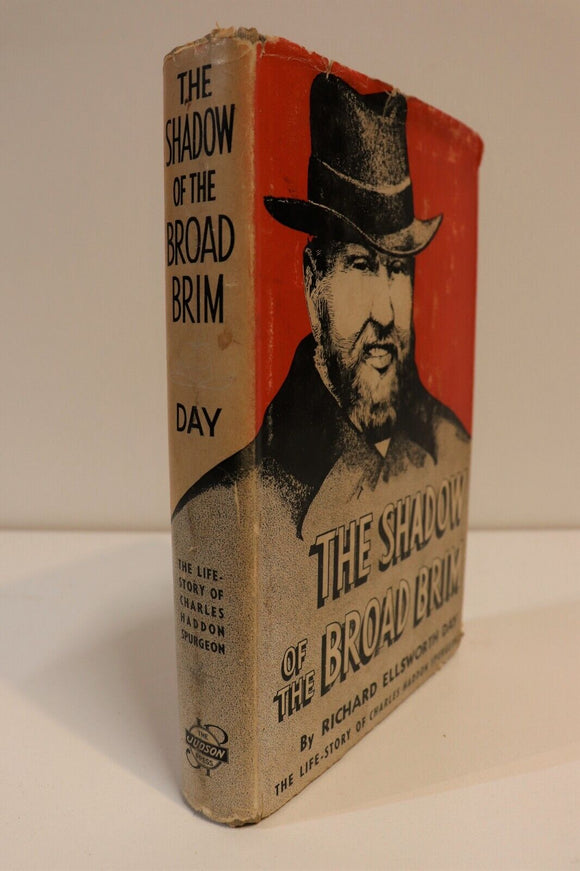 THE
SHADOW
OF THE
BROAD
BRIM
DAY
THE LIFE-
STORY OF
CHARLES
HADDON
SPURGEON
THE
JUDSON
PRESS
THE SHADOW
OF
THE BROAD BRIM
By RICHARD ELLSWORTH DAY
THE LIFE-STORY OF CHARLES HADDON SPURGEON